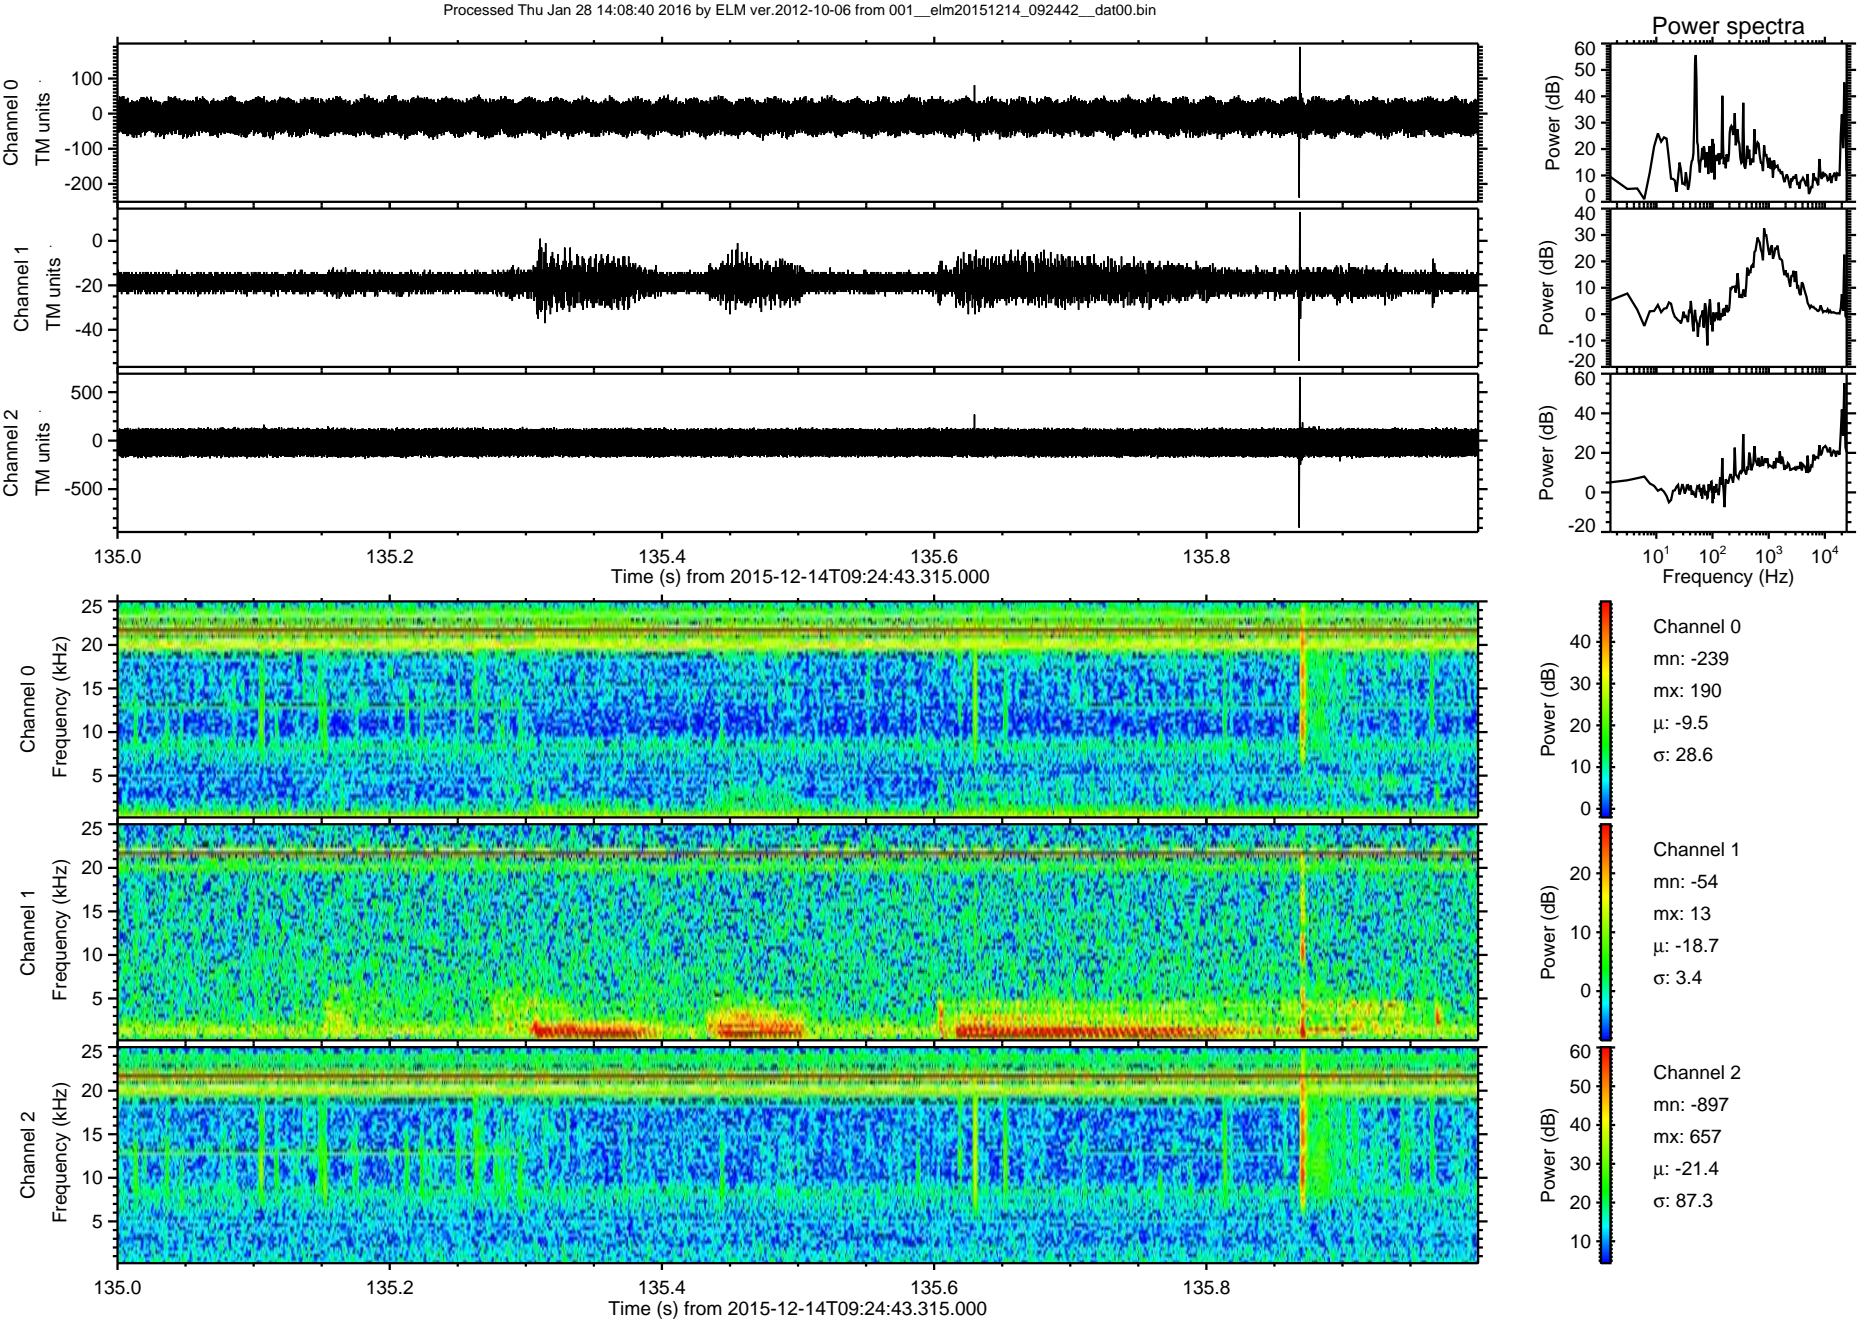 Processed Thu Jan 28 14:08:40 2016 by ELM ver.2012-10-06 from 001__elm20151214_092442__dat00.bin
Power spectra
Channel 0
TM units
100
0
-100
-200
Power (dB)
60
50
40
30
20
10
0
Channel 1
TM units
0
-20
-40
Power (dB)
40
30
20
10
0
-10
-20
Channel 2
TM units
500
0
-500
Power (dB)
60
40
20
0
-20
135.0 135.2 135.4 135.6 135.8
Time (s) from 2015-12-14T09:24:43.315.000
10¹ 10² 10³ 10⁴
Frequency (Hz)
Channel 0
Frequency (kHz)
25
20
15
10
5
Power (dB)
40
30
20
10
0
Channel 0
mn: -239
mx: 190
μ: -9.5
σ: 28.6
Channel 1
Frequency (kHz)
25
20
15
10
5
Power (dB)
20
10
0
Channel 1
mn: -54
mx: 13
μ: -18.7
σ: 3.4
Channel 2
Frequency (kHz)
25
20
15
10
5
Power (dB)
60
50
40
30
20
10
Channel 2
mn: -897
mx: 657
μ: -21.4
σ: 87.3
135.0 135.2 135.4 135.6 135.8
Time (s) from 2015-12-14T09:24:43.315.000